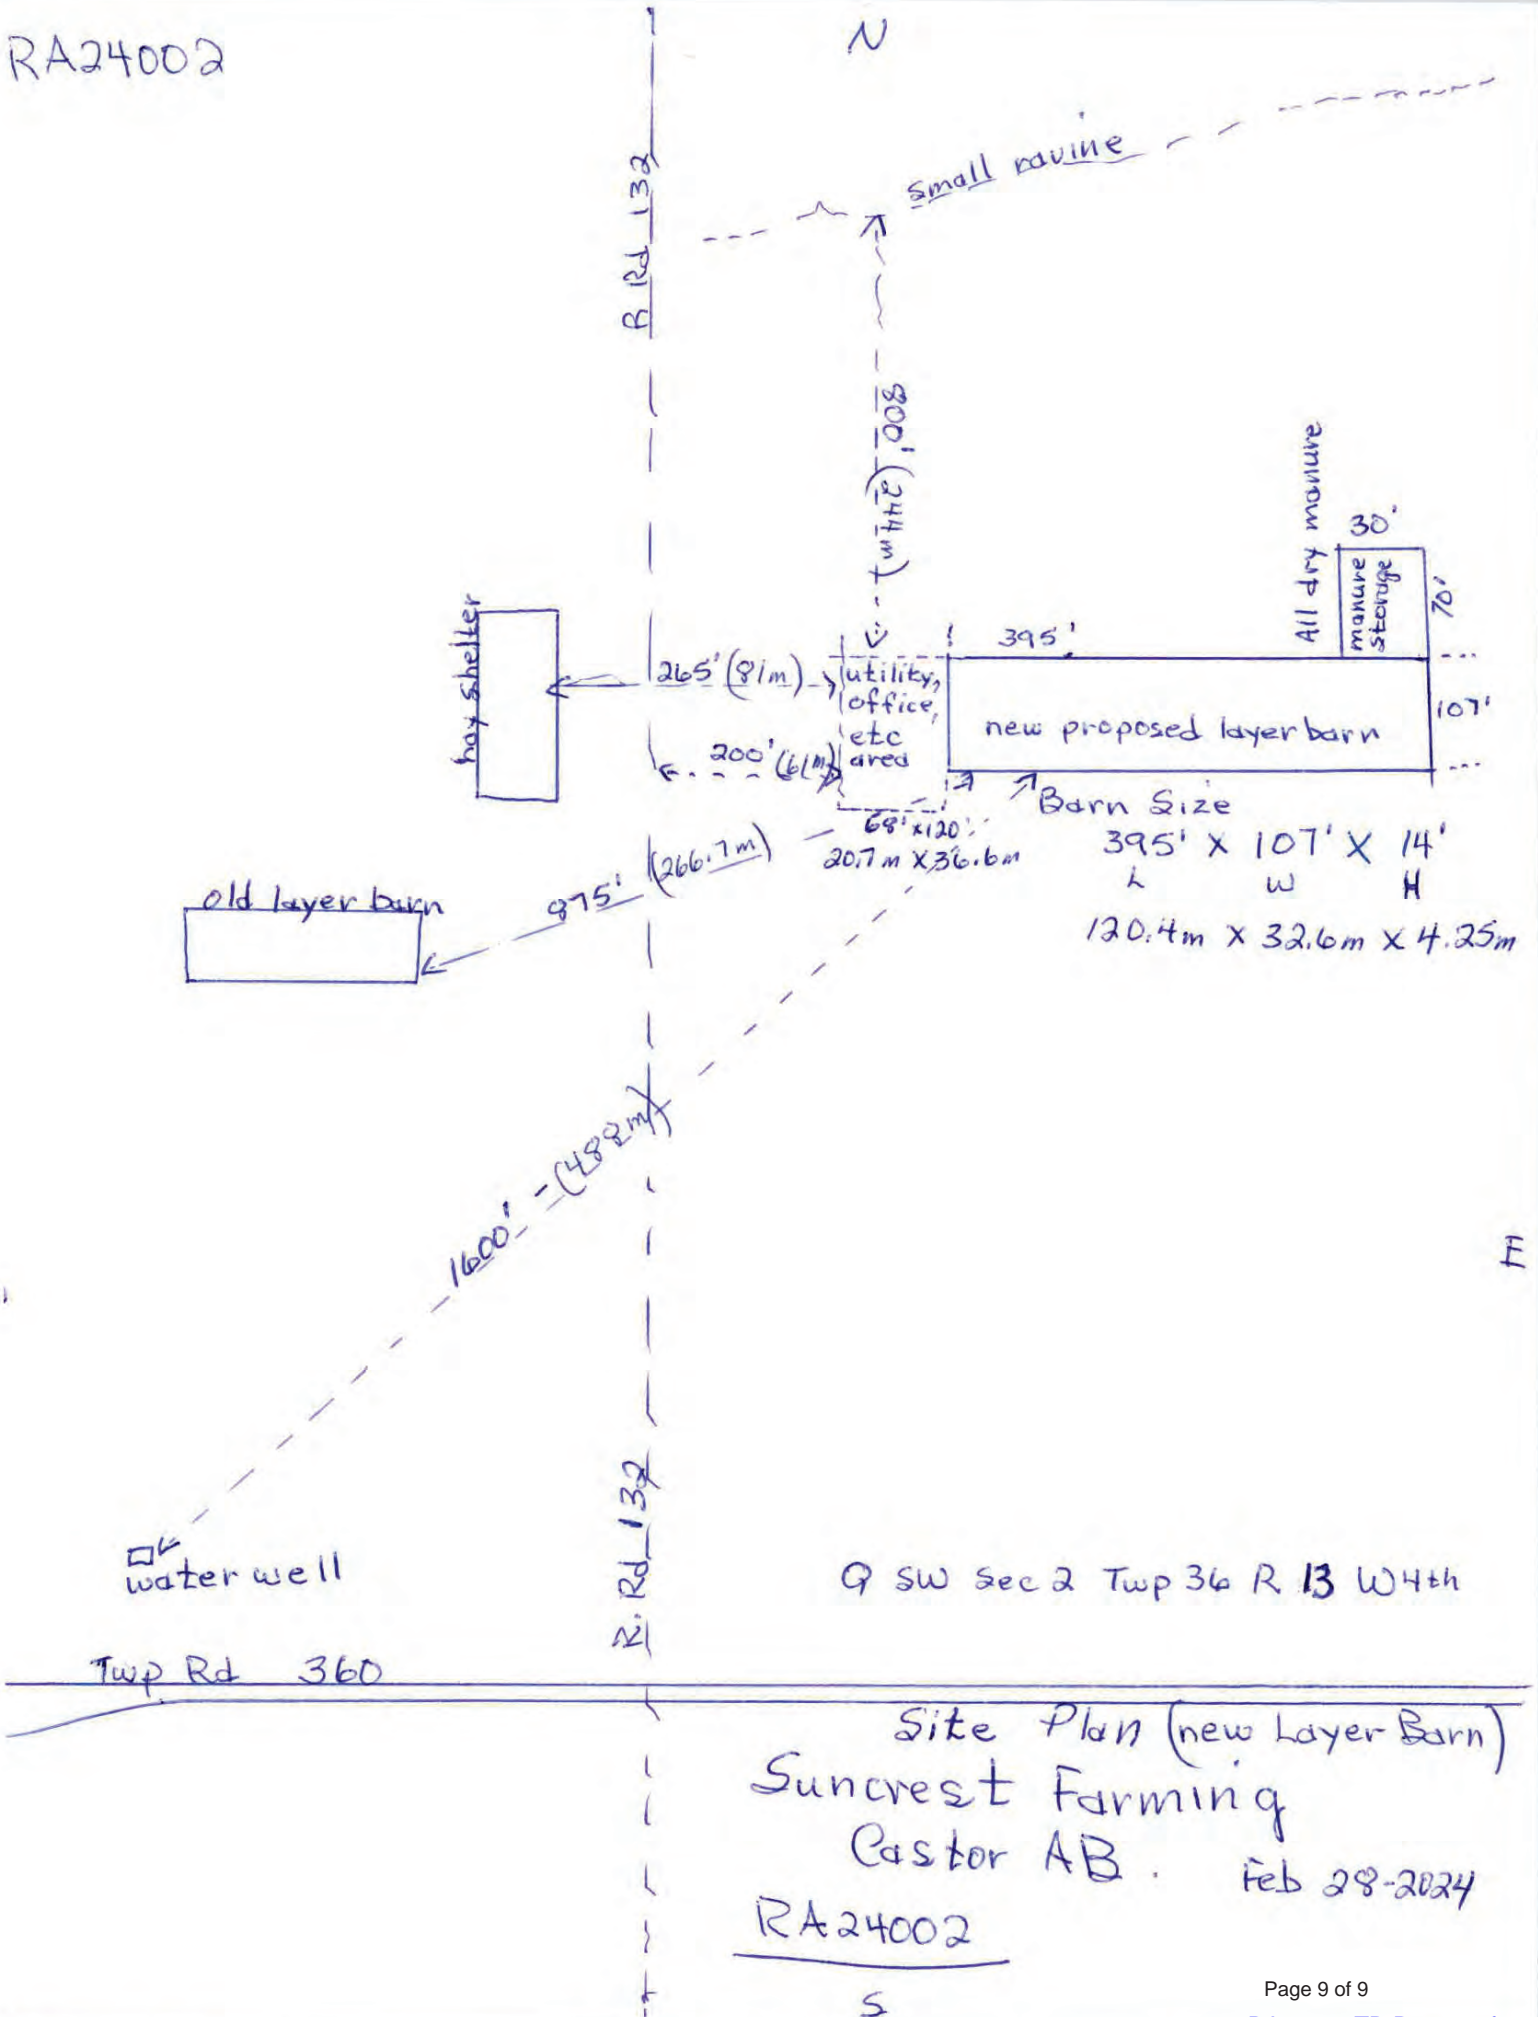 RA24002
N
R Rd 132
small ravine
800' (244m)
All dry manure
30'
manure
storage
70'
hay shelter
395'
265' (81m)
utility,
office,
etc
area
new proposed layer barn
107'
200' (61m)
Barn Size
68' x 120'
20.7m X 36.6m
395' X 107' X 14'
L W H
120.4m X 32.6m X 4.25m
875' (266.7m)
old layer barn
1600' - (488m)
E
R. Rd 132
water well
Q SW Sec 2 Twp 36 R 13 W4th
Twp Rd 360
Site Plan (new Layer Barn)
Suncrest Farming
Castor AB.
Feb 28-2024
RA24002
S
Page 9 of 9